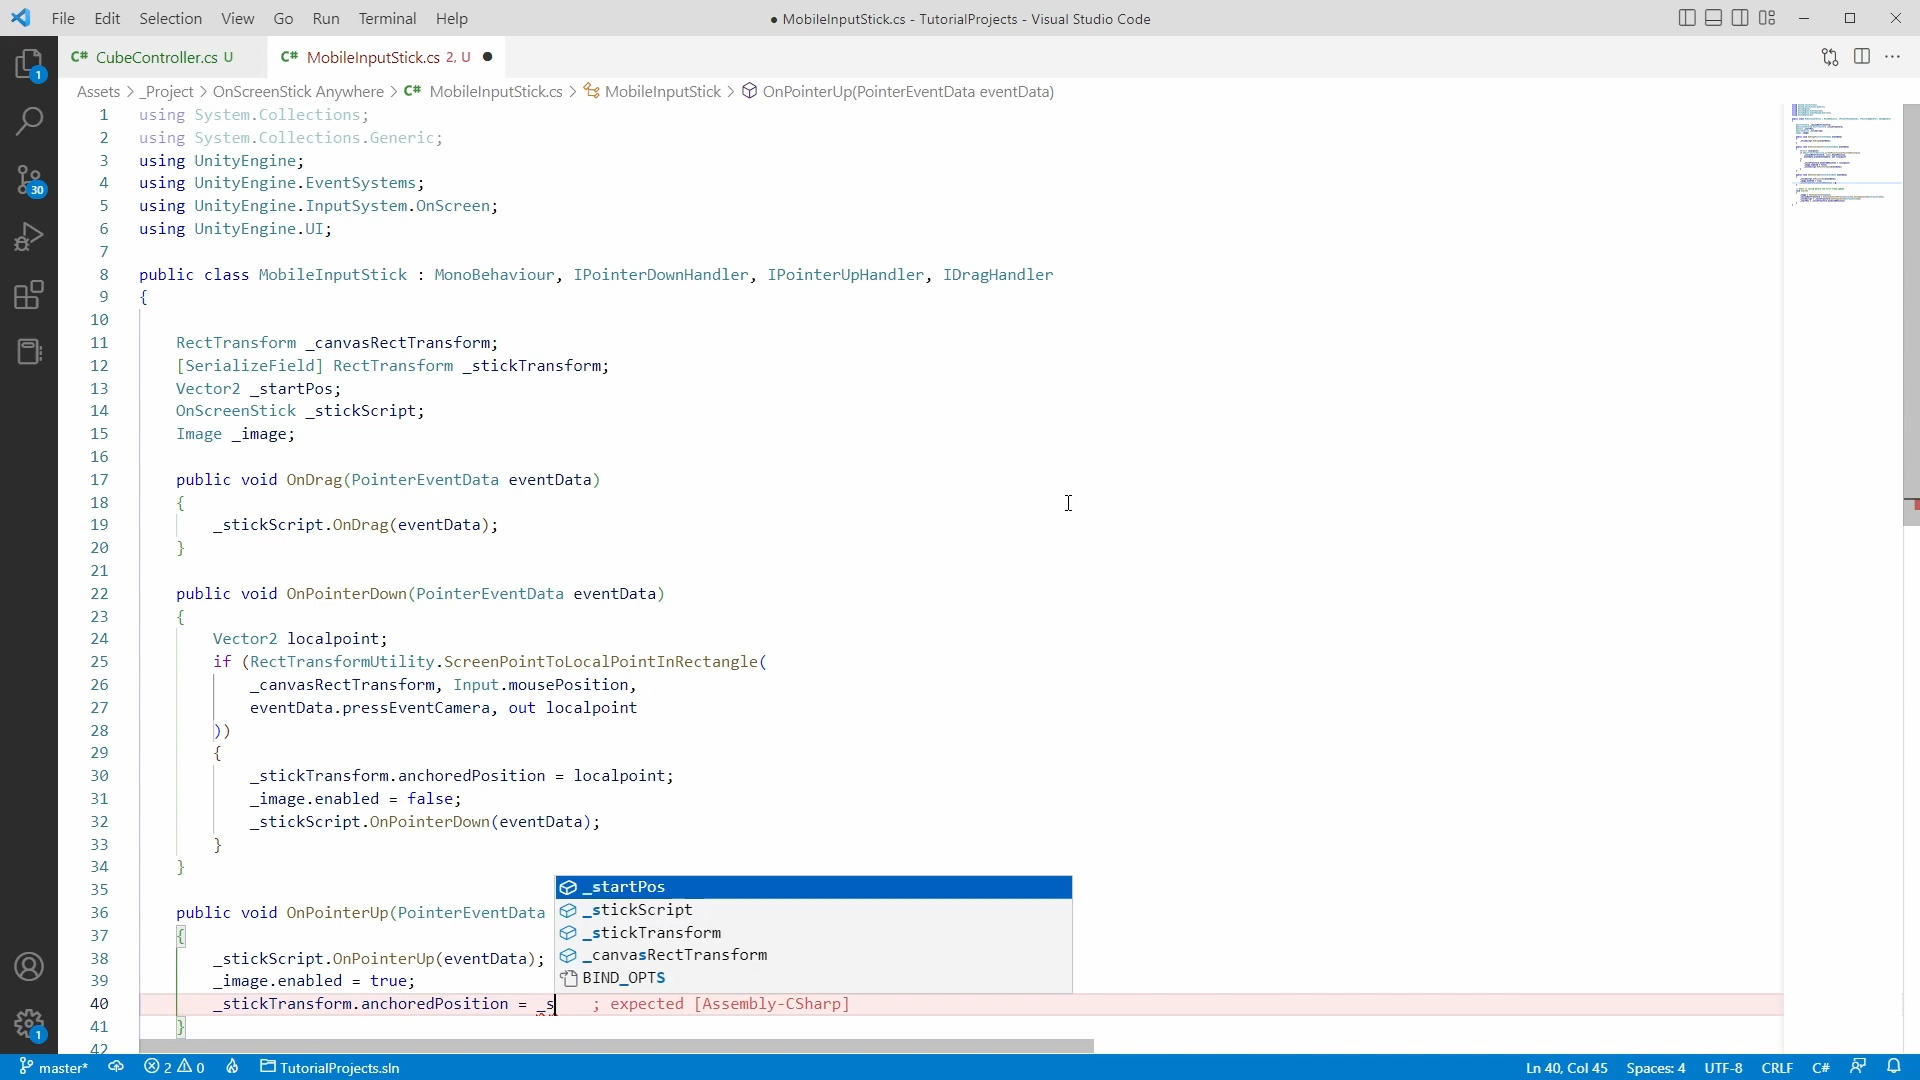 File Edit Selection View Go Run Terminal Help
● MobileInputStick.cs - TutorialProjects - Visual Studio Code
C# CubeController.cs U
C# MobileInputStick.cs 2, U ●
Assets > _Project > OnScreenStick Anywhere > C# MobileInputStick.cs > MobileInputStick > OnPointerUp(PointerEventData eventData)
1 using System.Collections;
2 using System.Collections.Generic;
3 using UnityEngine;
4 using UnityEngine.EventSystems;
5 using UnityEngine.InputSystem.OnScreen;
6 using UnityEngine.UI;
7
8 public class MobileInputStick : MonoBehaviour, IPointerDownHandler, IPointerUpHandler, IDragHandler
9 {
10
11 RectTransform _canvasRectTransform;
12 [SerializeField] RectTransform _stickTransform;
13 Vector2 _startPos;
14 OnScreenStick _stickScript;
15 Image _image;
16
17 public void OnDrag(PointerEventData eventData)
18 {
19 _stickScript.OnDrag(eventData);
20 }
21
22 public void OnPointerDown(PointerEventData eventData)
23 {
24 Vector2 localpoint;
25 if (RectTransformUtility.ScreenPointToLocalPointInRectangle(
26 _canvasRectTransform, Input.mousePosition,
27 eventData.pressEventCamera, out localpoint
28 ))
29 {
30 _stickTransform.anchoredPosition = localpoint;
31 _image.enabled = false;
32 _stickScript.OnPointerDown(eventData);
33 }
34 }
35
36 public void OnPointerUp(PointerEventData
37 {
38 _stickScript.OnPointerUp(eventData);
39 _image.enabled = true;
40 _stickTransform.anchoredPosition = _s ; expected [Assembly-CSharp]
41 }
42
_startPos
_stickScript
_stickTransform
_canvasRectTransform
BIND_OPTS
1
30
1
master* 2 0 TutorialProjects.sln
Ln 40, Col 45 Spaces: 4 UTF-8 CRLF C#